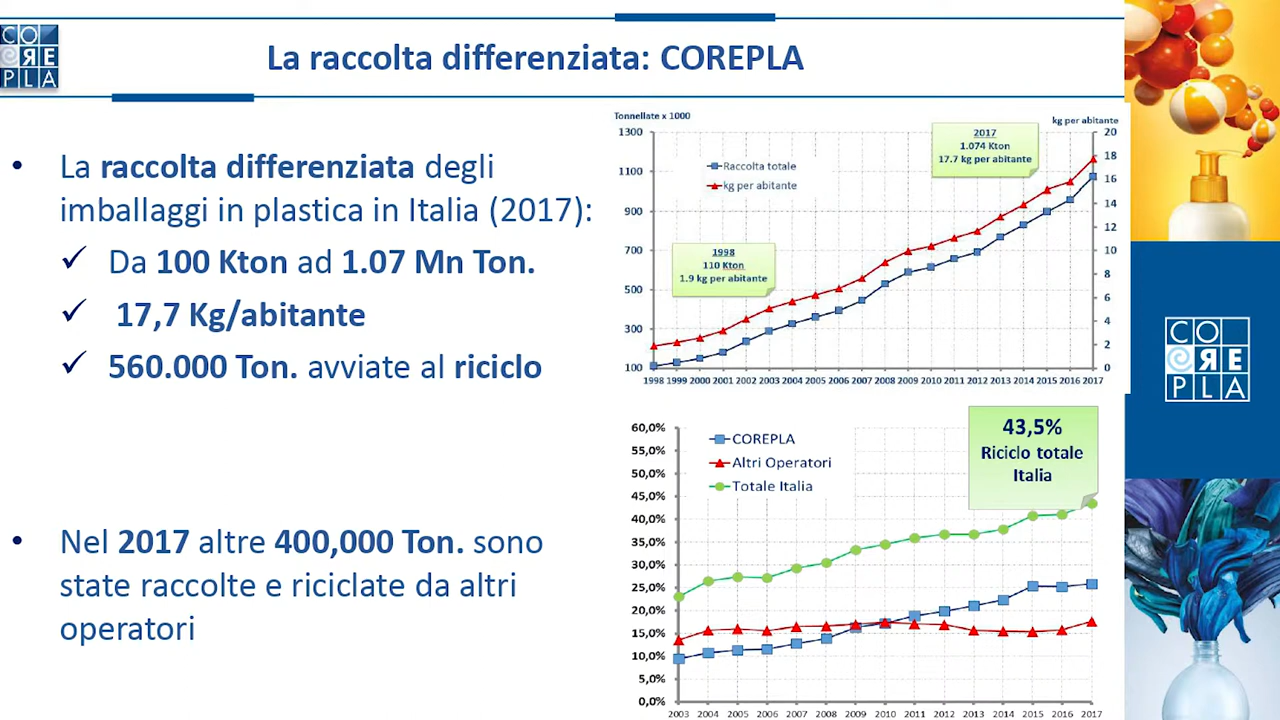 CO
RE
PLA
La raccolta differenziata: COREPLA
• La raccolta differenziata degli
imballaggi in plastica in Italia (2017):
✓ Da 100 Kton ad 1.07 Mn Ton.
✓ 17,7 Kg/abitante
✓ 560.000 Ton. avviate al riciclo
• Nel 2017 altre 400,000 Ton. sono
state raccolte e riciclate da altri
operatori
Tonnellate x 1000
kg per abitante
1300
1100
900
700
500
300
100
20
18
16
14
12
10
8
6
4
2
0
Raccolta totale
kg per abitante
1998
110 Kton
1.9 kg per abitante
2017
1.074 Kton
17.7 kg per abitante
1998 1999 2000 2001 2002 2003 2004 2005 2006 2007 2008 2009 2010 2011 2012 2013 2014 2015 2016 2017
60,0%
55,0%
50,0%
45,0%
40,0%
35,0%
30,0%
25,0%
20,0%
15,0%
10,0%
5,0%
0,0%
COREPLA
Altri Operatori
Totale Italia
43,5%
Riciclo totale
Italia
2003 2004 2005 2006 2007 2008 2009 2010 2011 2012 2013 2014 2015 2016 2017
CO
RE
PLA